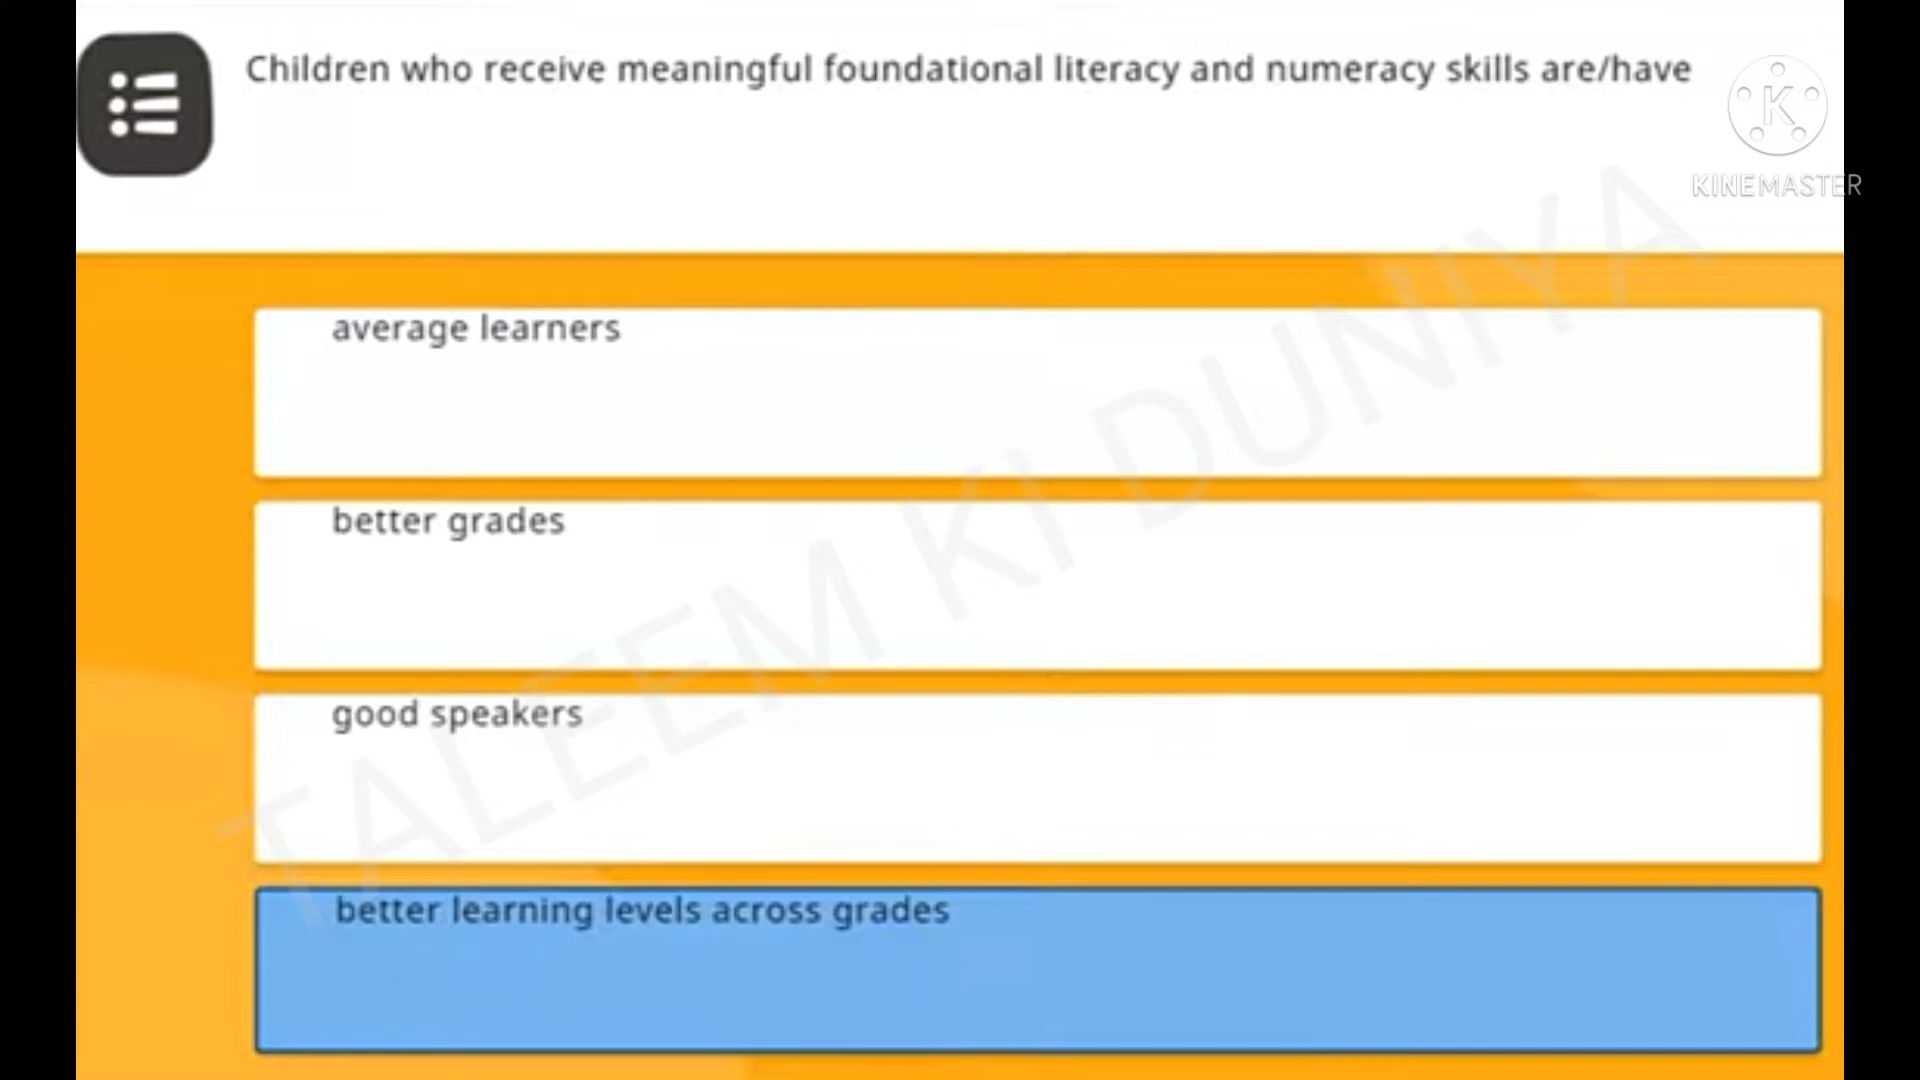 Children who receive meaningful foundational literacy and numeracy skills are/have
K
KINEMASTER
average learners
better grades
good speakers
better learning levels across grades
TALEEM KI DUNIYA